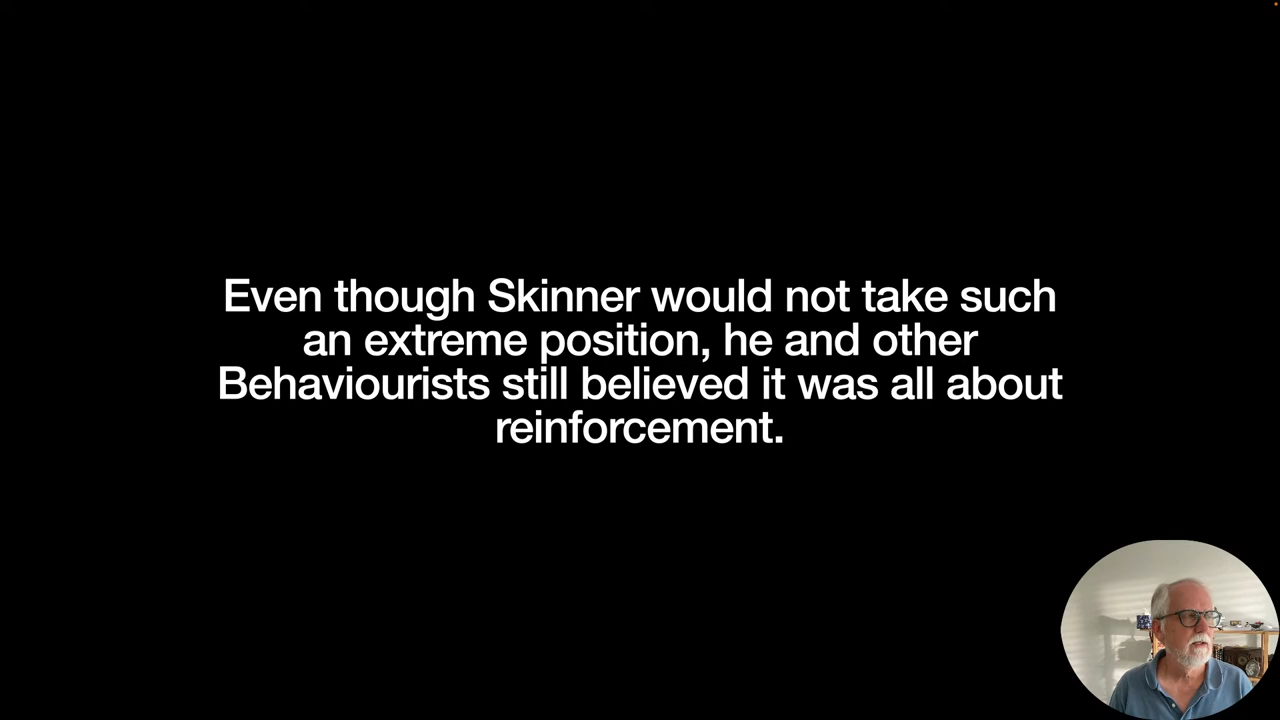 Even though Skinner would not take such
an extreme position, he and other
Behaviourists still believed it was all about
reinforcement.